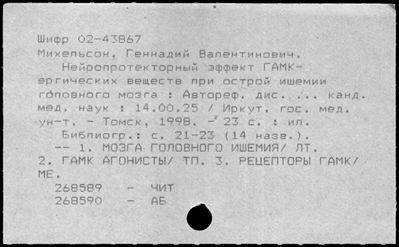 Шифр 02-43867
Михельсон, Геннадий Валентинович.
Нейропротекторный эффект ГАМК-
ергических веществ при острой ишемии
головного мозга : Автореф. дис. ... канд.
мед. наук : 14.00.25 / Иркут. гос. мед.
ун-т. - Томск, 1998. - 23 с. : ил.
Библиогр.: с. 21-23 (14 назв.).
-- 1. МОЗГА ГОЛОВНОГО ИШЕМИЯ/ ЛТ.
2. ГАМК АГОНИСТЫ/ ТП. 3. РЕЦЕПТОРЫ ГАМК/
МЕ.
268589 - ЧИТ
268590 - АБ